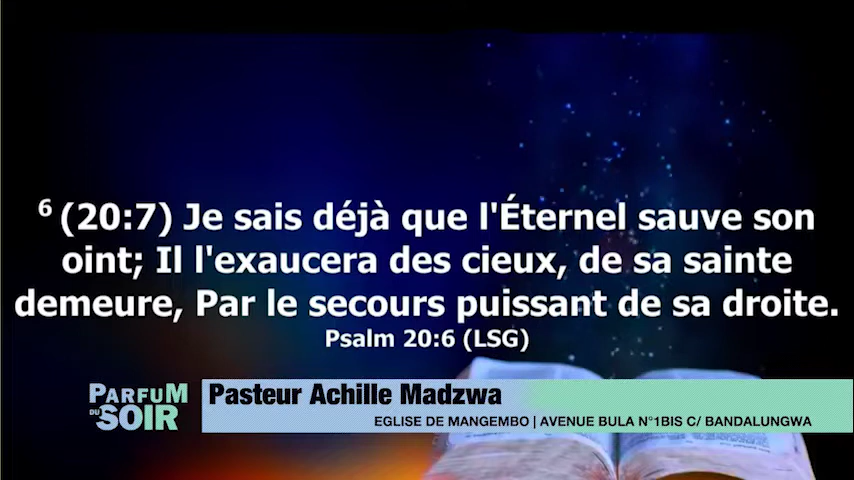 6 (20:7) Je sais déjà que l'Éternel sauve son
oint; Il l'exaucera des cieux, de sa sainte
demeure, Par le secours puissant de sa droite.
Psalm 20:6 (LSG)
PARFUM
DU SOIR
Pasteur Achille Madzwa
EGLISE DE MANGEMBO | AVENUE BULA N°1BIS C/ BANDALUNGWA